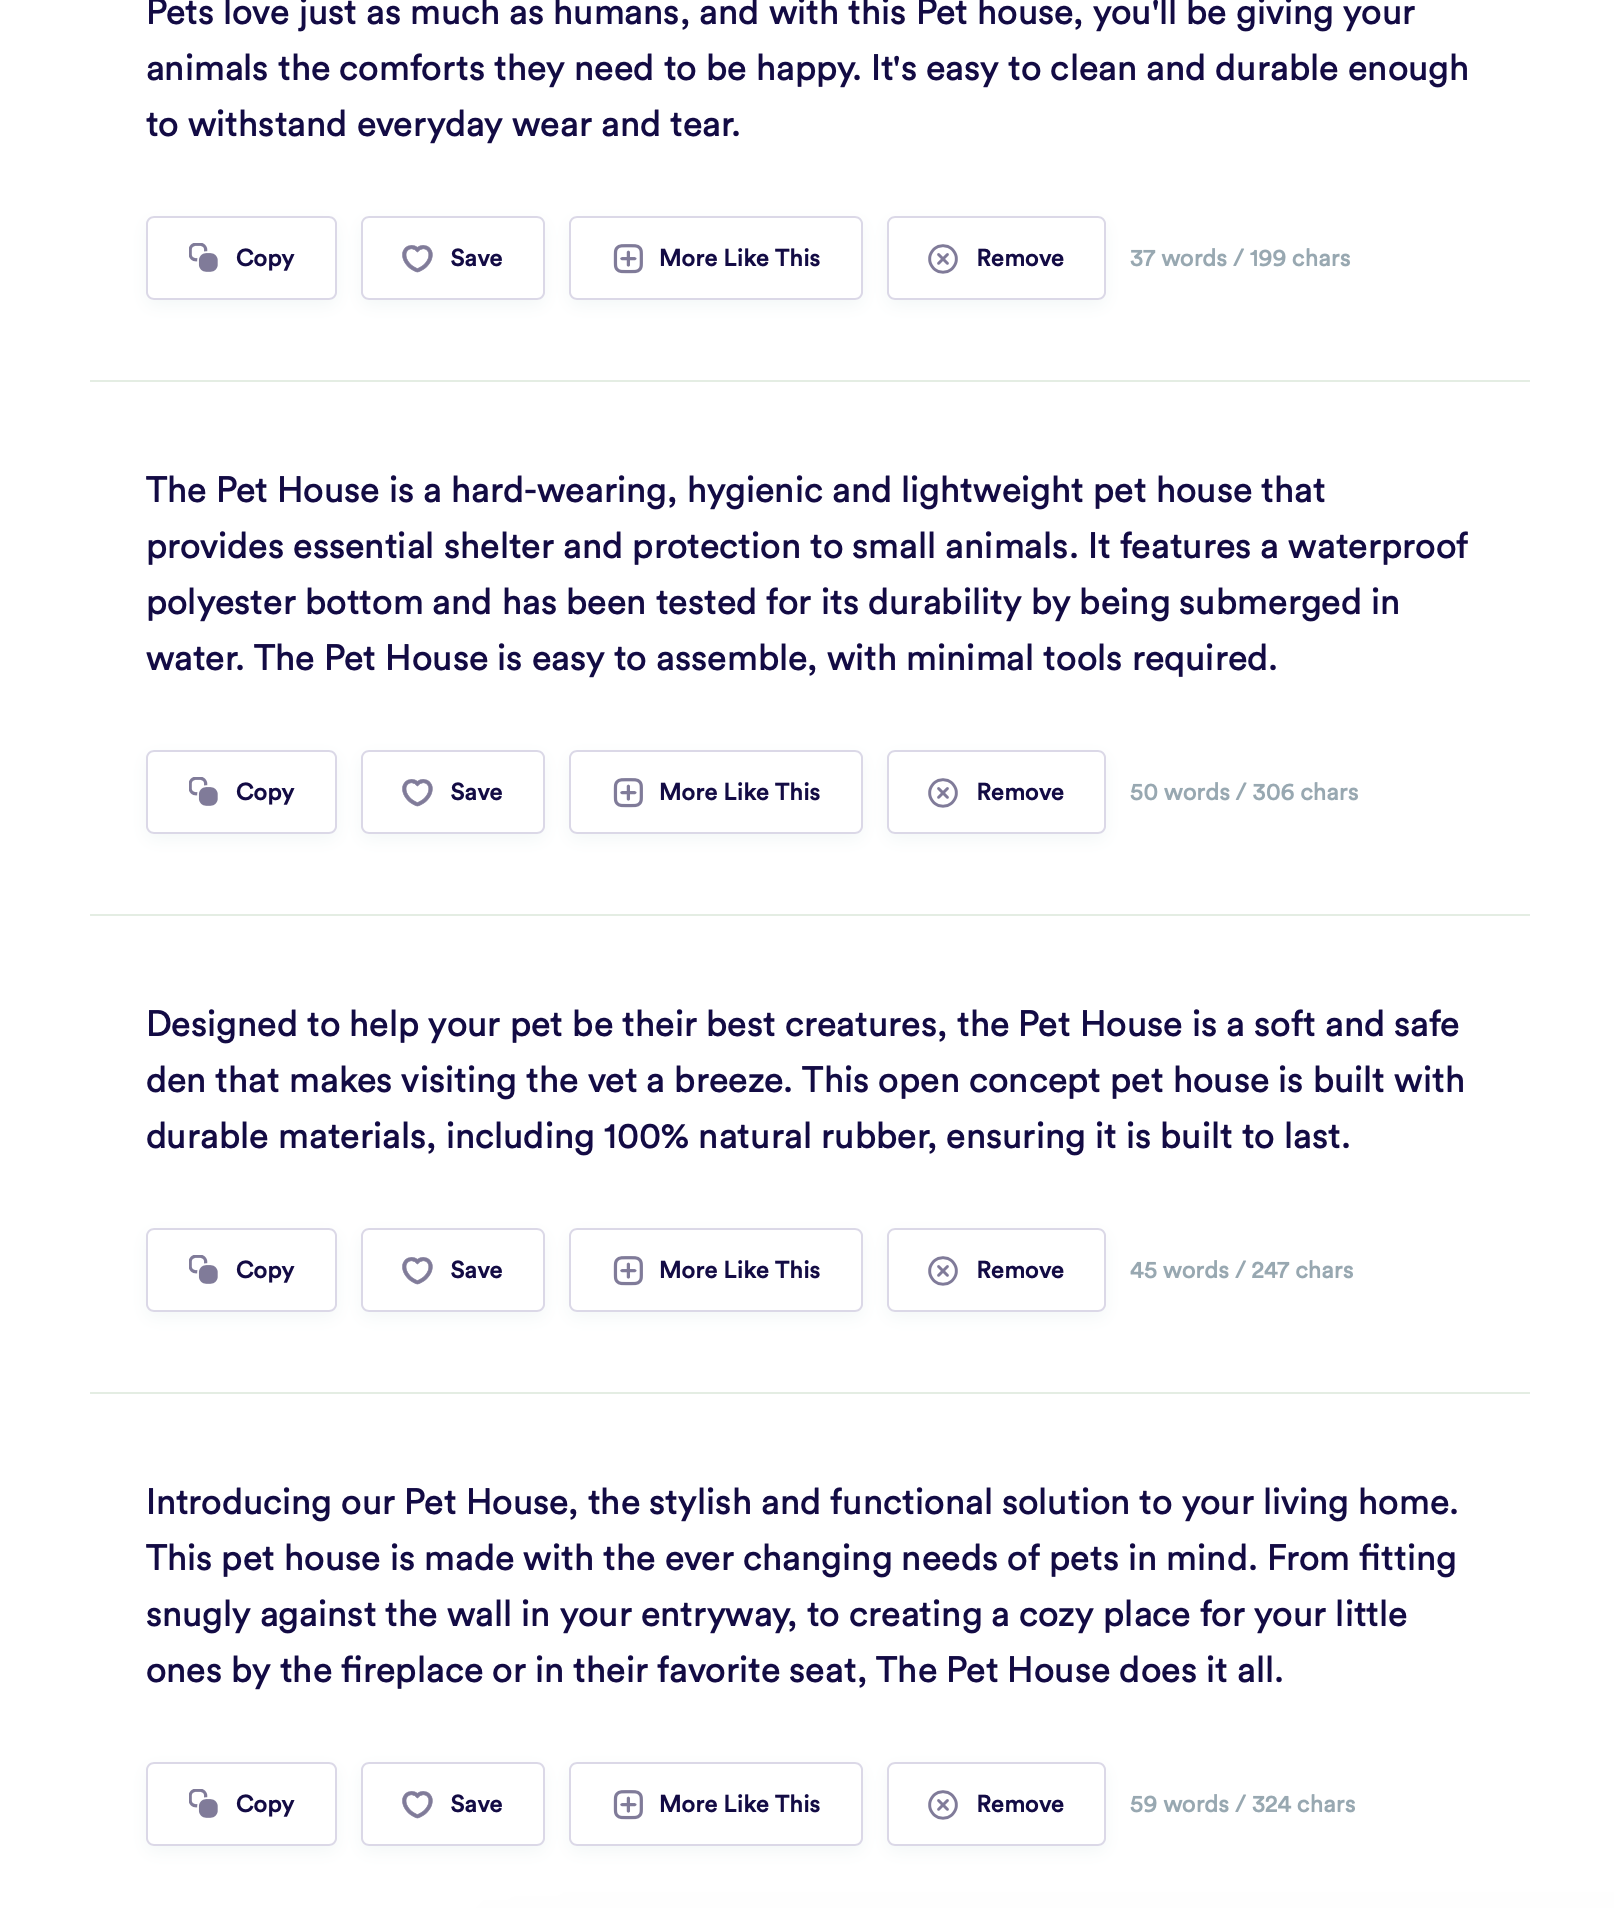 Pets love just as much as humans, and with this Pet house, you'll be giving your
animals the comforts they need to be happy. It's easy to clean and durable enough
to withstand everyday wear and tear.
Copy Save More Like This Remove 37 words / 199 chars
The Pet House is a hard-wearing, hygienic and lightweight pet house that
provides essential shelter and protection to small animals. It features a waterproof
polyester bottom and has been tested for its durability by being submerged in
water. The Pet House is easy to assemble, with minimal tools required.
Copy Save More Like This Remove 50 words / 306 chars
Designed to help your pet be their best creatures, the Pet House is a soft and safe
den that makes visiting the vet a breeze. This open concept pet house is built with
durable materials, including 100% natural rubber, ensuring it is built to last.
Copy Save More Like This Remove 45 words / 247 chars
Introducing our Pet House, the stylish and functional solution to your living home.
This pet house is made with the ever changing needs of pets in mind. From fitting
snugly against the wall in your entryway, to creating a cozy place for your little
ones by the fireplace or in their favorite seat, The Pet House does it all.
Copy Save More Like This Remove 59 words / 324 chars